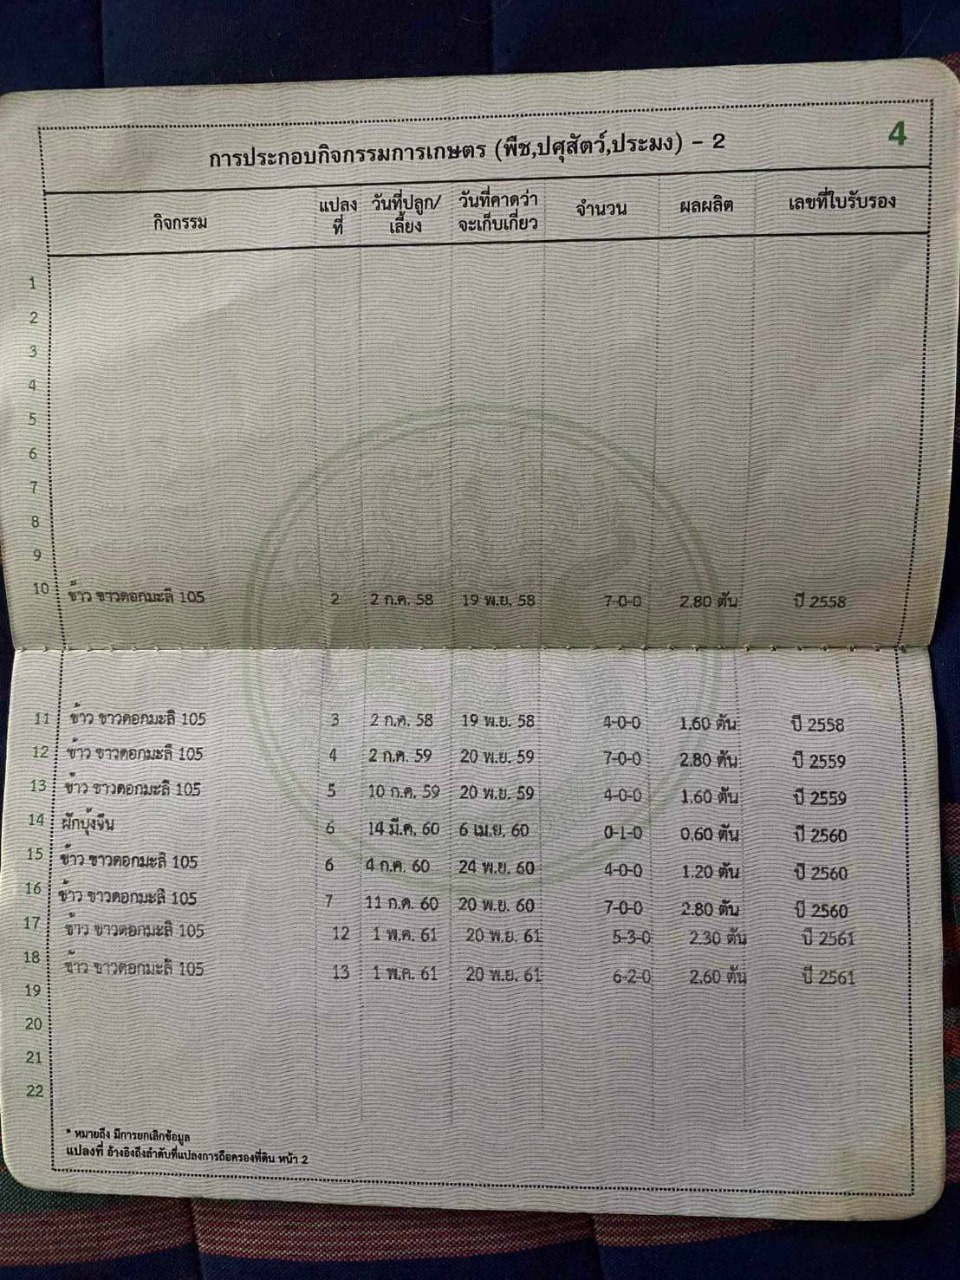 4
การประกอบกิจกรรมการเกษตร (พืช,ปศุสัตว์,ประมง) - 2
กิจกรรม แปลงที่ วันที่ปลูก/เลี้ยง วันที่คาดว่าจะเก็บเกี่ยว จำนวน ผลผลิต เลขที่ใบรับรอง
1
2
3
4
5
6
7
8
9
10 ข้าว ขาวดอกมะลิ 105 2 2 ก.ค. 58 19 พ.ย. 58 7-0-0 2.80 ตัน ปี 2558
11 ข้าว ขาวดอกมะลิ 105 3 2 ก.ค. 58 19 พ.ย. 58 4-0-0 1.60 ตัน ปี 2558
12 ข้าว ขาวดอกมะลิ 105 4 2 ก.ค. 59 20 พ.ย. 59 7-0-0 2.80 ตัน ปี 2559
13 ข้าว ขาวดอกมะลิ 105 5 10 ก.ค. 59 20 พ.ย. 59 4-0-0 1.60 ตัน ปี 2559
14 ผักบุ้งจีน 6 14 มี.ค. 60 6 เม.ย. 60 0-1-0 0.60 ตัน ปี 2560
15 ข้าว ขาวดอกมะลิ 105 6 4 ก.ค. 60 24 พ.ย. 60 4-0-0 1.20 ตัน ปี 2560
16 ข้าว ขาวดอกมะลิ 105 7 11 ก.ค. 60 20 พ.ย. 60 7-0-0 2.80 ตัน ปี 2560
17 ข้าว ขาวดอกมะลิ 105 12 1 พ.ค. 61 20 พ.ย. 61 5-3-0 2.30 ตัน ปี 2561
18 ข้าว ขาวดอกมะลิ 105 13 1 พ.ค. 61 20 พ.ย. 61 6-2-0 2.60 ตัน ปี 2561
19
20
21
22
* หมายถึง มีการยกเลิกข้อมูล
แปลงที่ อ้างอิงถึงลำดับที่แปลงการถือครองที่ดิน หน้า 2